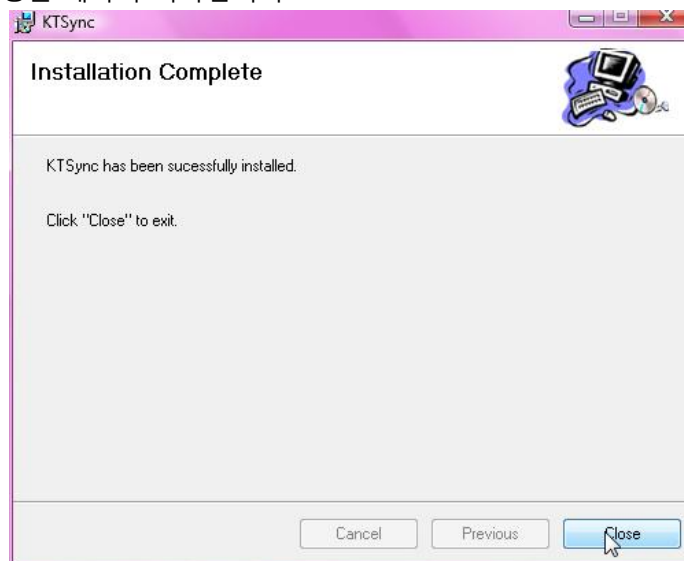 KTSync
Installation Complete
KTSync has been sucessfully installed.
Click "Close" to exit.
Cancel
Previous
Close